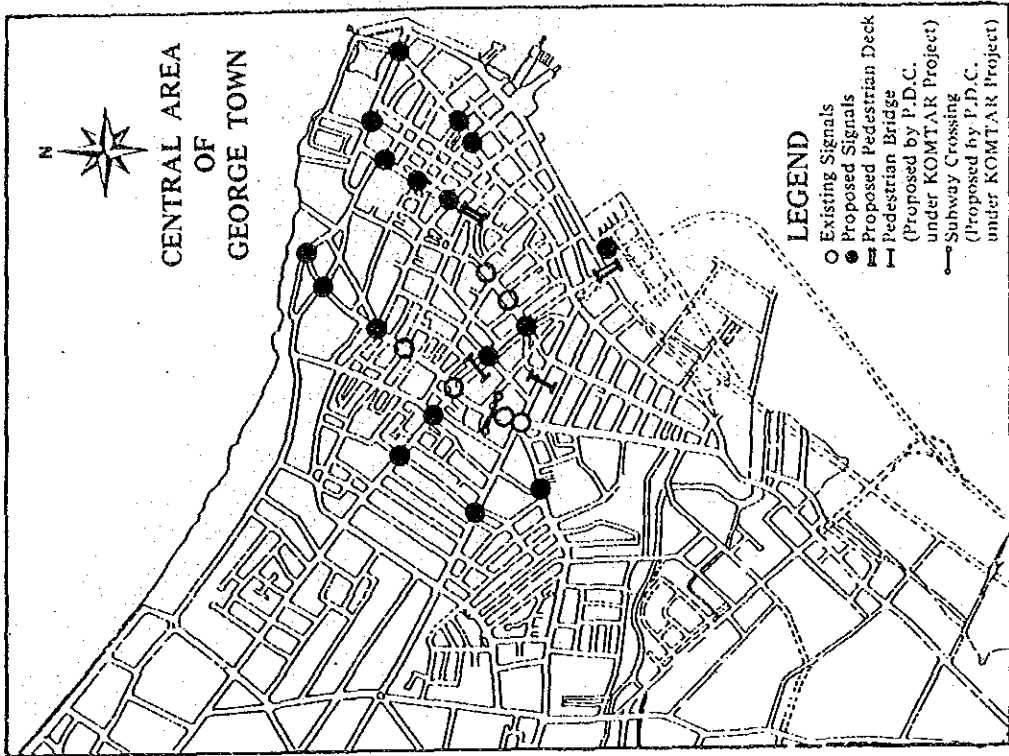 N
CENTRAL AREA
OF
GEORGE TOWN
LEGEND
Existing Signals
Proposed Signals
Proposed Pedestrian Deck
Pedestrian Bridge
(Proposed by P.D.C.
under KOMTAR Project)
Subway Crossing
(Proposed by P.D.C.
under KOMTAR Project)